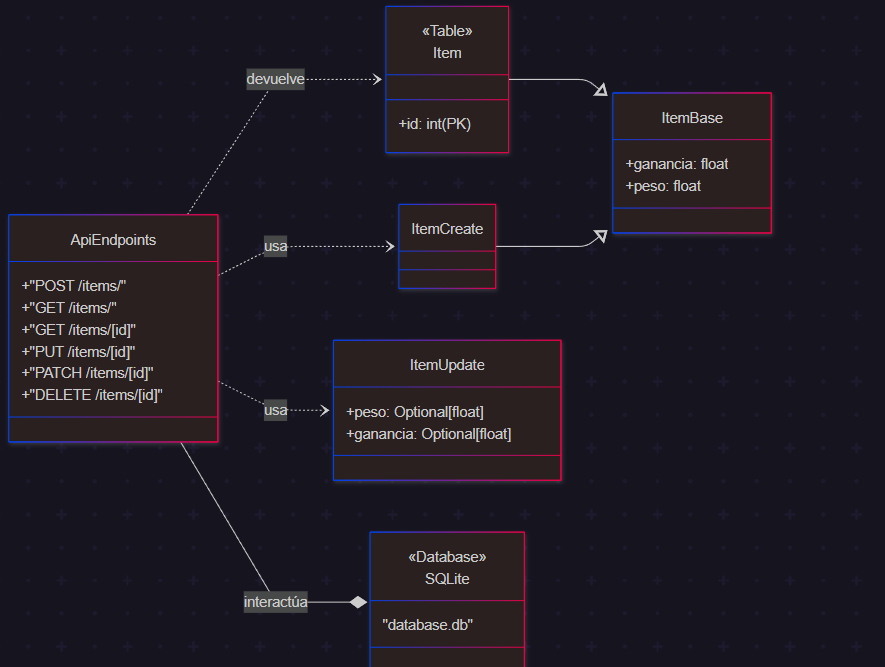 «Table»
Item
+id: int(PK)
devuelve
ItemBase
+ganancia: float
+peso: float
ApiEndpoints
+"POST /items/"
+"GET /items/"
+"GET /items/[id]"
+"PUT /items/[id]"
+"PATCH /items/[id]"
+"DELETE /items/[id]"
usa
ItemCreate
usa
ItemUpdate
+peso: Optional[float]
+ganancia: Optional[float]
interactúa
«Database»
SQLite
"database.db"